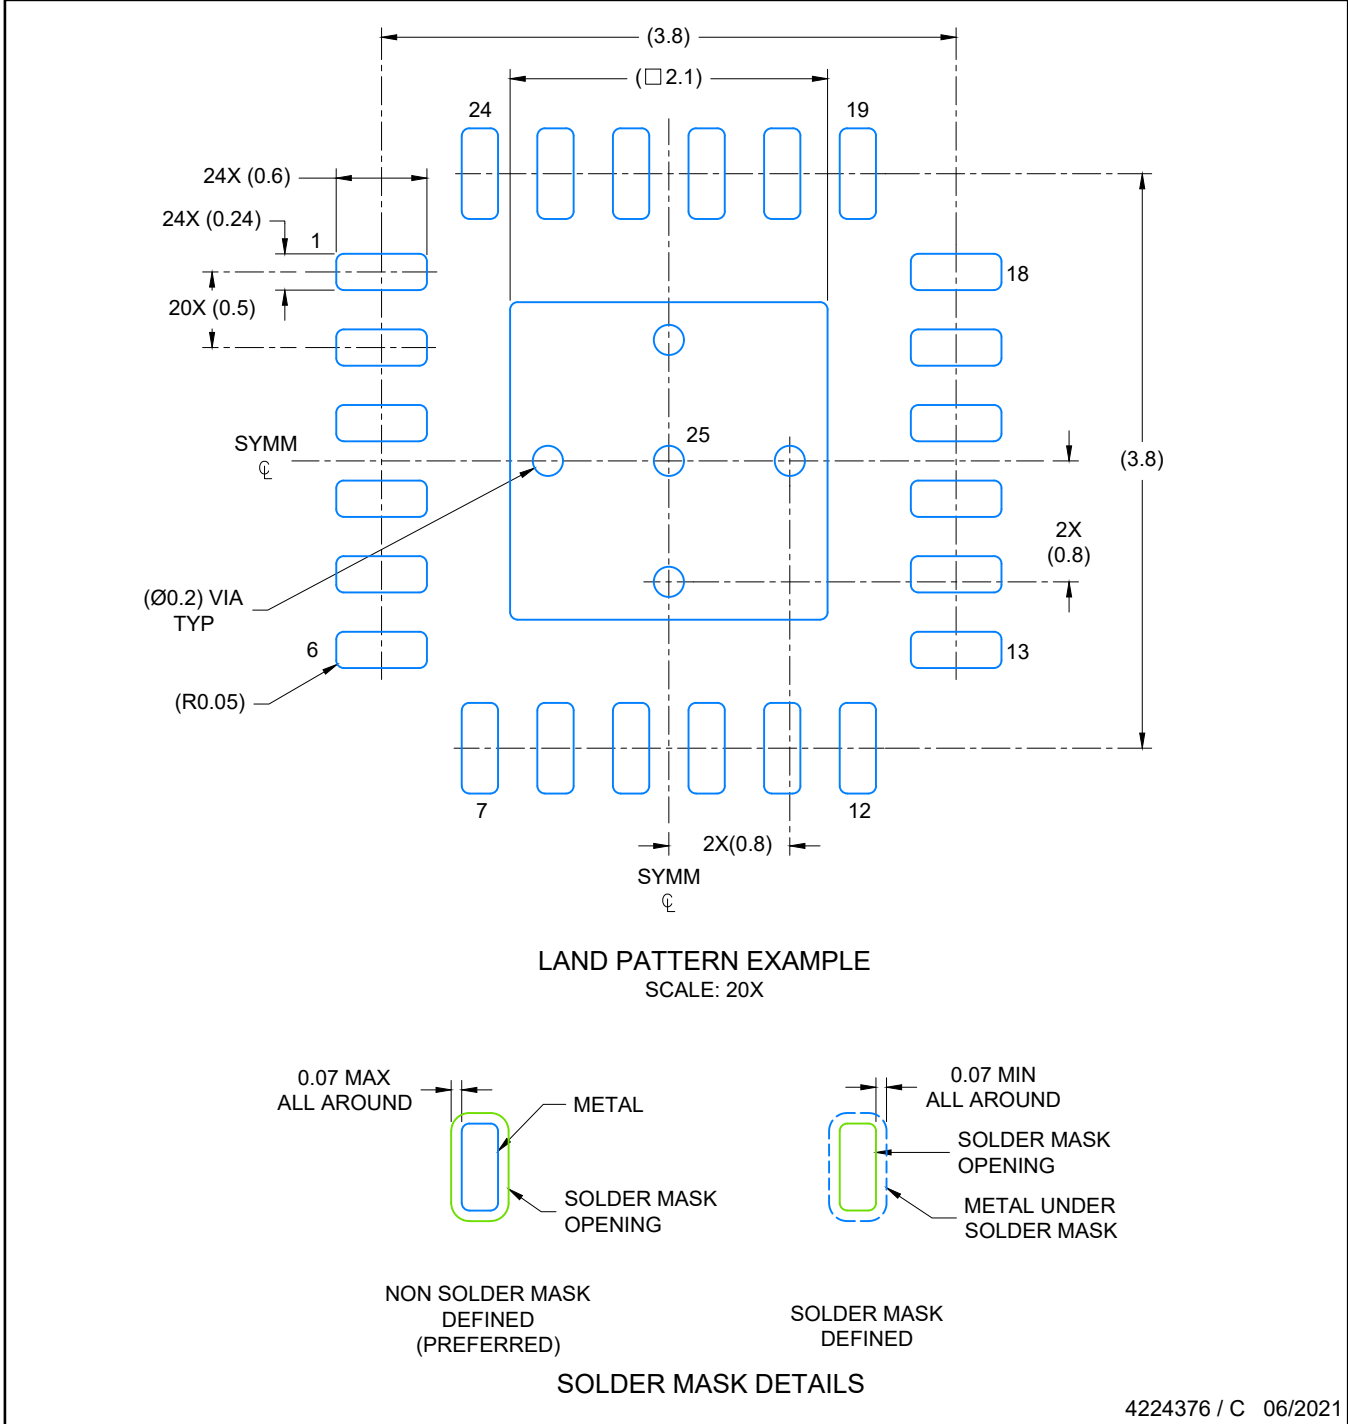 (3.8)
(□2.1)
24
19
24X (0.6)
24X (0.24)
1
18
20X (0.5)
25
SYMM
℄
(3.8)
2X
(0.8)
(Ø0.2) VIA
TYP
6
13
(R0.05)
7
12
2X(0.8)
SYMM
℄
LAND PATTERN EXAMPLE
SCALE: 20X
0.07 MAX
ALL AROUND
METAL
SOLDER MASK
OPENING
0.07 MIN
ALL AROUND
SOLDER MASK
OPENING
METAL UNDER
SOLDER MASK
NON SOLDER MASK
DEFINED
(PREFERRED)
SOLDER MASK
DEFINED
SOLDER MASK DETAILS
4224376 / C 06/2021